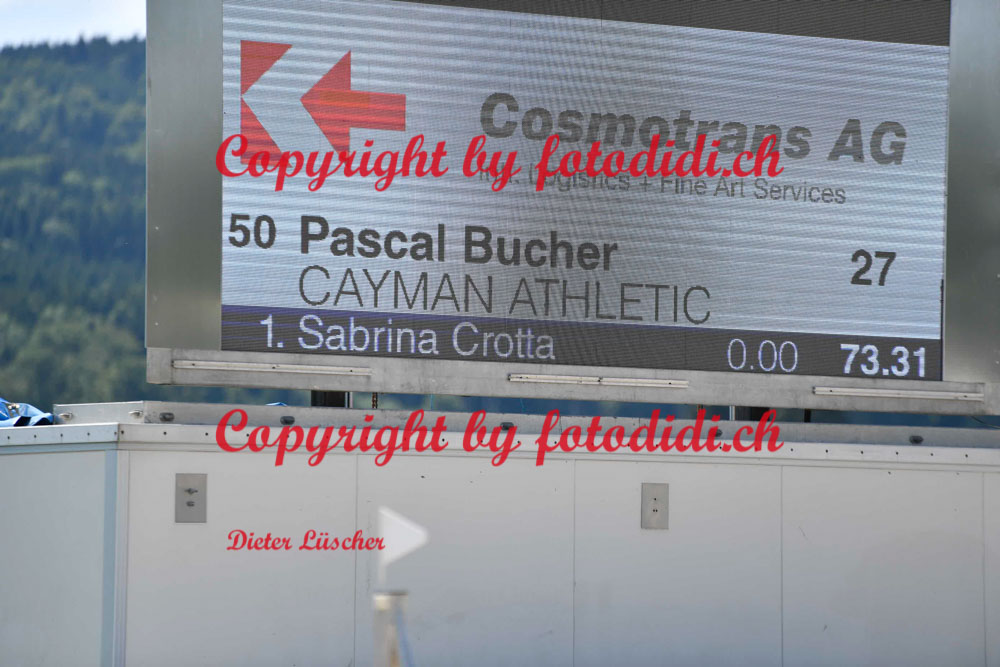 Cosmotrans AG
Copyright by fotodidi.ch
Logistics + Fine Art Services
50 Pascal Bucher 27
CAYMAN ATHLETIC
1. Sabrina Crotta 0.00 73.31
Copyright by fotodidi.ch
Dieter Lüscher